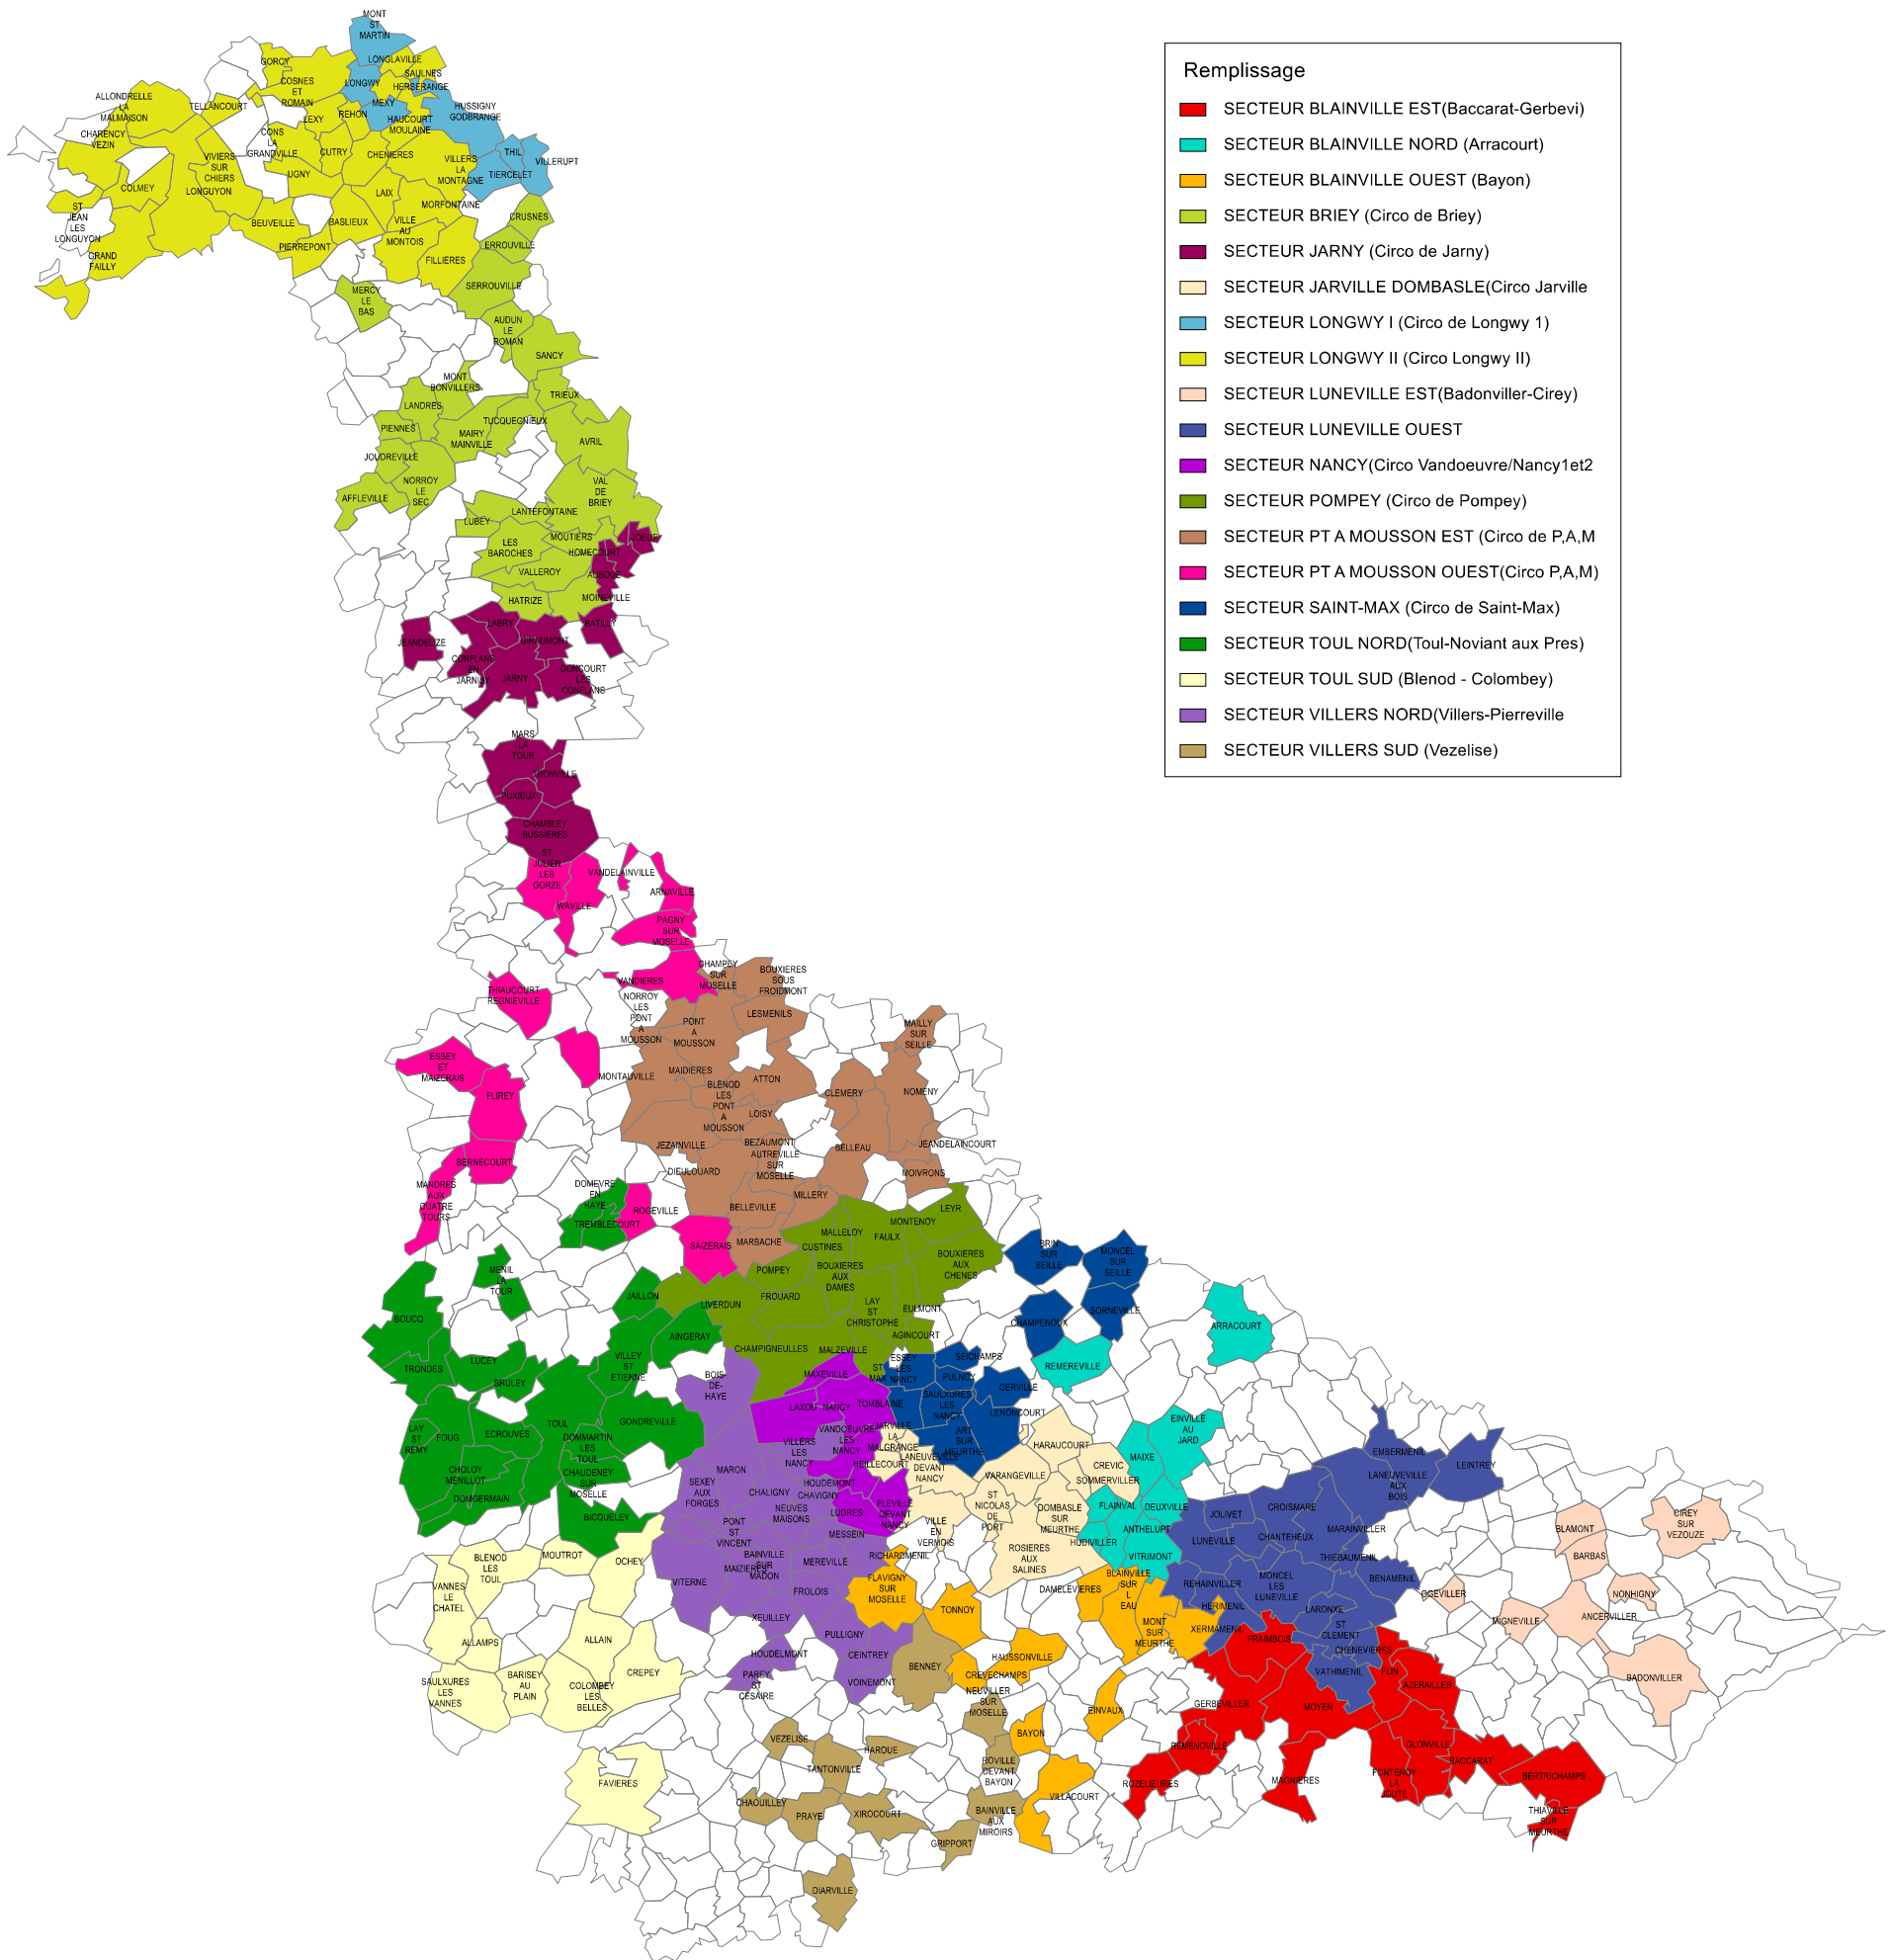 MONT
ST
MARTIN
LONGLAVILLE
GORCY
SAULNES
COSNES
ET
ROMAIN
LONGWY
HERSERANGE
ALLONDRELLE
LA
MALMAISON
TELLANCOURT
MEXY
HUSSIGNY
GODBRANGE
LEXY
REHON
HAUCOURT
MOULAINE
CHARENCY
VEZIN
CONS
LA
GRANDVILLE
CUTRY
CHENIERES
THIL
VILLERUPT
VIVIERS
SUR
CHIERS
VILLERS
LA
MONTAGNE
TIERCELET
UGNY
COLMEY
LONGUYON
LAIX
MORFONTAINE
ST
JEAN
LES
LONGUYON
BEUVEILLE
BASLIEUX
VILLE
AU
MONTOIS
CRUSNES
PIERREPONT
ERROUVILLE
GRAND
FAILLY
FILLIERES
SERROUVILLE
MERCY
LE
BAS
AUDUN
LE
ROMAN
SANCY
MONT
BONVILLERS
TRIEUX
LANDRES
TUCQUEGNIEUX
PIENNES
MAIRY
MAINVILLE
AVRIL
JOUDREVILLE
NORROY
LE
SEC
VAL
DE
BRIEY
AFFLEVILLE
LANTEFONTAINE
LUBEY
MOUTIERS
JOEUF
LES
BAROCHES
HOMECOURT
VALLEROY
AUBOUE
HATRIZE
MOINEVILLE
LABRY
BATILLY
JEANDELIZE
GIRAUMONT
CONFLANS
EN
JARNISY
JARNY
DONCOURT
LES
CONFLANS
MARS
LA
TOUR
TRONVILLE
PUXIEUX
CHAMBLEY
BUSSIERES
ST
JULIEN
LES
GORZE
VANDELAINVILLE
ARNAVILLE
WAVILLE
PAGNY
SUR
MOSELLE
CHAMPEY
SUR
MOSELLE
BOUXIERES
SOUS
FROIDMONT
VANDIERES
THIAUCOURT
REGNIEVILLE
NORROY
LES
PONT
A
MOUSSON
LESMENILS
PONT
A
MOUSSON
MAILLY
SUR
SEILLE
ESSEY
ET
MAIZERAIS
MONTAUVILLE
MAIDIERES
ATTON
BLENOD
LES
PONT
A
MOUSSON
CLEMERY
NOMENY
FLIREY
LOISY
JEZAINVILLE
BEZAUMONT
AUTREVILLE
SUR
MOSELLE
BELLEAU
JEANDELAINCOURT
BERNECOURT
DIEULOUARD
MOIVRONS
MANDRES
AUX
QUATRE
TOURS
DOMEVRE
EN
HAYE
MILLERY
ROGEVILLE
BELLEVILLE
LEYR
TREMBLECOURT
MONTENOY
MALLELOY
FAULX
SAIZERAIS
MARBACHE
CUSTINES
BOUXIERES
AUX
CHENES
BRIN
SUR
SEILLE
MONCEL
SUR
SEILLE
MENIL
LA
TOUR
POMPEY
BOUXIERES
AUX
DAMES
JAILLON
LIVERDUN
FROUARD
LAY
ST
CHRISTOPHE
EULMONT
SORNEVILLE
CHAMPENOUX
BOUCQ
AINGERAY
AGINCOURT
ARRACOURT
CHAMPIGNEULLES
MALZEVILLE
LUCEY
TRONDES
VILLEY
ST
ETIENNE
BRULEY
BOIS-
DE-
HAYE
MAXEVILLE
ST
MAX
ESSEY
LES
NANCY
SEICHAMPS
PULNOY
REMEREVILLE
CERVILLE
LAXOU
NANCY
TOMBLAINE
SAULXURES
LES
NANCY
LENONCOURT
LAY
ST
REMY
FOUG
ECROUVES
TOUL
GONDREVILLE
DOMMARTIN
LES
TOUL
VANDOEUVRE
LES
NANCY
JARVILLE
LA
MALGRANGE
ART
SUR
MEURTHE
EINVILLE
AU
JARD
VILLERS
LES
NANCY
HEILLECOURT
LANEUVEVILLE
DEVANT
NANCY
HARAUCOURT
MAIXE
EMBERMENIL
CHOLOY
MENILLOT
CHAUDENEY
SUR
MOSELLE
DOMGERMAIN
MARON
SEXEY
AUX
FORGES
CHALIGNY
HOUDEMONT
CHAVIGNY
VARANGEVILLE
CREVIC
SOMMERVILLER
LANEUVEVILLE
AUX
BOIS
LEINTREY
BICQUELEY
NEUVES
MAISONS
LUDRES
FLEVILLE
DEVANT
NANCY
ST
NICOLAS
DE
PORT
DOMBASLE
SUR
MEURTHE
FLAINVAL
DEUXVILLE
CROISMARE
JOLIVET
PONT
ST
VINCENT
MESSEIN
VILLE
EN
VERMOIS
HUDIVILLER
ANTHELUPT
LUNEVILLE
CHANTEHEUX
MARAINVILLER
BLAMONT
CIREY
SUR
VEZOUZE
OCHEY
MOUTROT
BLENOD
LES
TOUL
VITERNE
MAIZIERES
BAINVILLE
SUR
MADON
MEREVILLE
RICHARDMENIL
ROSIERES
AUX
SALINES
VITRIMONT
THIEBAUMENIL
BARBAS
VANNES
LE
CHATEL
FROLOIS
FLAVIGNY
SUR
MOSELLE
DAMELEVIERES
BLAINVILLE
SUR
L
EAU
REHAINVILLER
MONCEL
LES
LUNEVILLE
BENAMENIL
OGEVILLER
NONHIGNY
XEUILLEY
TONNOY
MONT
SUR
MEURTHE
HERIMENIL
LARONXE
XERMAMENIL
ST
CLEMENT
MIGNEVILLE
ANCERVILLER
ALLAMPS
ALLAIN
PULLIGNY
FRAIMBOIS
CHENEVIERES
HOUDELMONT
CEINTREY
BENNEY
HAUSSONVILLE
CREVECHAMPS
SAULXURES
LES
VANNES
BARISEY
AU
PLAIN
COLOMBEY
LES
BELLES
CREPEY
PAREY
ST
CESAIRE
VOINEMONT
NEUVILLER
SUR
MOSELLE
EINVAUX
GERBEVILLER
MOYEN
VATHIMENIL
FLIN
AZERAILLES
BADONVILLER
VEZELISE
HAROUE
BAYON
REMENOVILLE
GLONVILLE
BACCARAT
TANTONVILLE
ROVILLE
DEVANT
BAYON
FAVIERES
ROZELIEURES
MAGNIERES
FONTENOY
LA
JOUTE
BERTRICHAMPS
CHAOUILLEY
PRAYE
XIROCOURT
BAINVILLE
AUX
MIROIRS
VILLACOURT
THIAVILLE
SUR
MEURTHE
GRIPPORT
DIARVILLE
Remplissage
SECTEUR BLAINVILLE EST(Baccarat-Gerbevi)
SECTEUR BLAINVILLE NORD (Arracourt)
SECTEUR BLAINVILLE OUEST (Bayon)
SECTEUR BRIEY (Circo de Briey)
SECTEUR JARNY (Circo de Jarny)
SECTEUR JARVILLE DOMBASLE(Circo Jarville
SECTEUR LONGWY I (Circo de Longwy 1)
SECTEUR LONGWY II (Circo Longwy II)
SECTEUR LUNEVILLE EST(Badonviller-Cirey)
SECTEUR LUNEVILLE OUEST
SECTEUR NANCY(Circo Vandoeuvre/Nancy1et2
SECTEUR POMPEY (Circo de Pompey)
SECTEUR PT A MOUSSON EST (Circo de P,A,M
SECTEUR PT A MOUSSON OUEST(Circo P,A,M)
SECTEUR SAINT-MAX (Circo de Saint-Max)
SECTEUR TOUL NORD(Toul-Noviant aux Pres)
SECTEUR TOUL SUD (Blenod - Colombey)
SECTEUR VILLERS NORD(Villers-Pierreville
SECTEUR VILLERS SUD (Vezelise)